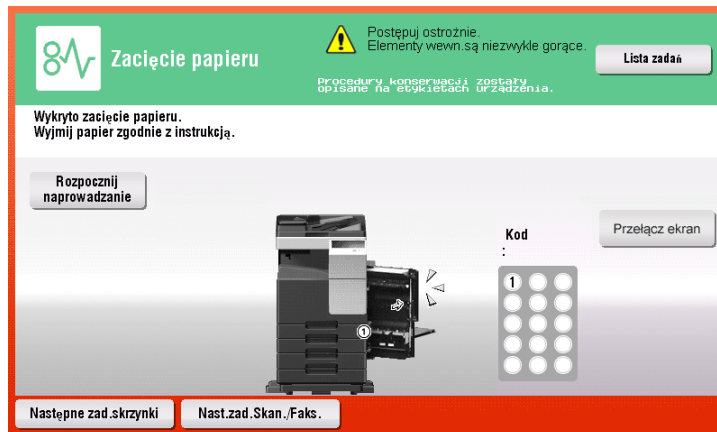 Zacięcie papieru
Postępuj ostrożnie.
Elementy wewn.są niezwykle gorące.
Procedury konserwacji zostały
opisane na etykietach urządzenia.
Lista zadań
Wykryto zacięcie papieru.
Wyjmij papier zgodnie z instrukcją.
Rozpocznij
naprowadzanie
Kod
:
Przełącz ekran
1
1
Następne zad.skrzynki
Nast.zad.Skan./Faks.